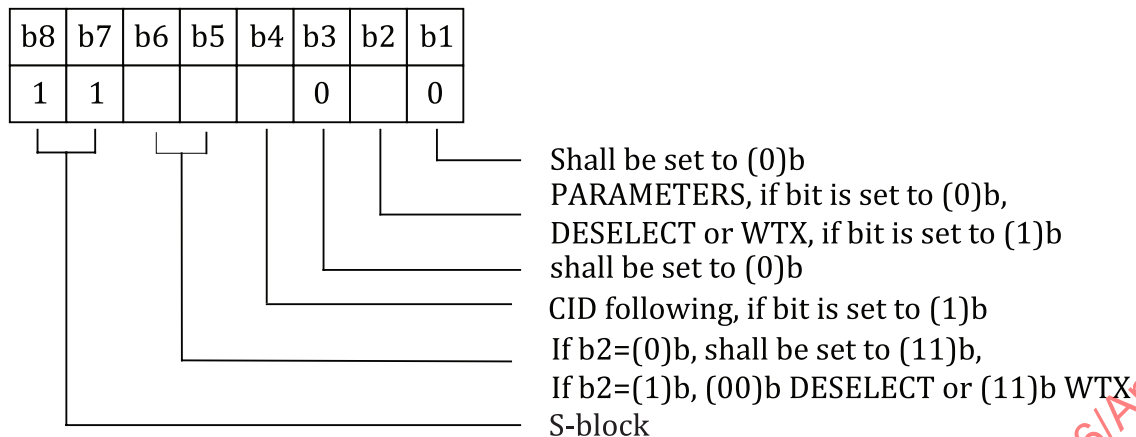 b8 b7 b6 b5 b4 b3 b2 b1
1 1 0 0
Shall be set to (0)b
PARAMETERS, if bit is set to (0)b,
DESELECT or WTX, if bit is set to (1)b
shall be set to (0)b
CID following, if bit is set to (1)b
If b2=(0)b, shall be set to (11)b,
If b2=(1)b, (00)b DESELECT or (11)b WTX
S-block